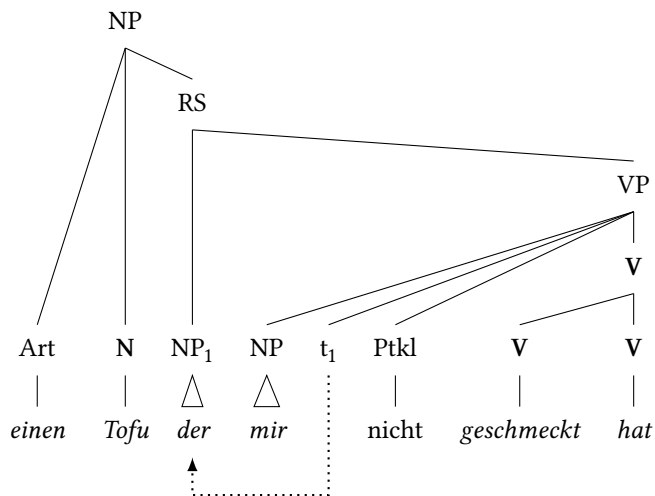 NP
RS
VP
V
Art N NP₁ NP t₁ Ptkl V V
einen Tofu der mir nicht geschmeckt hat